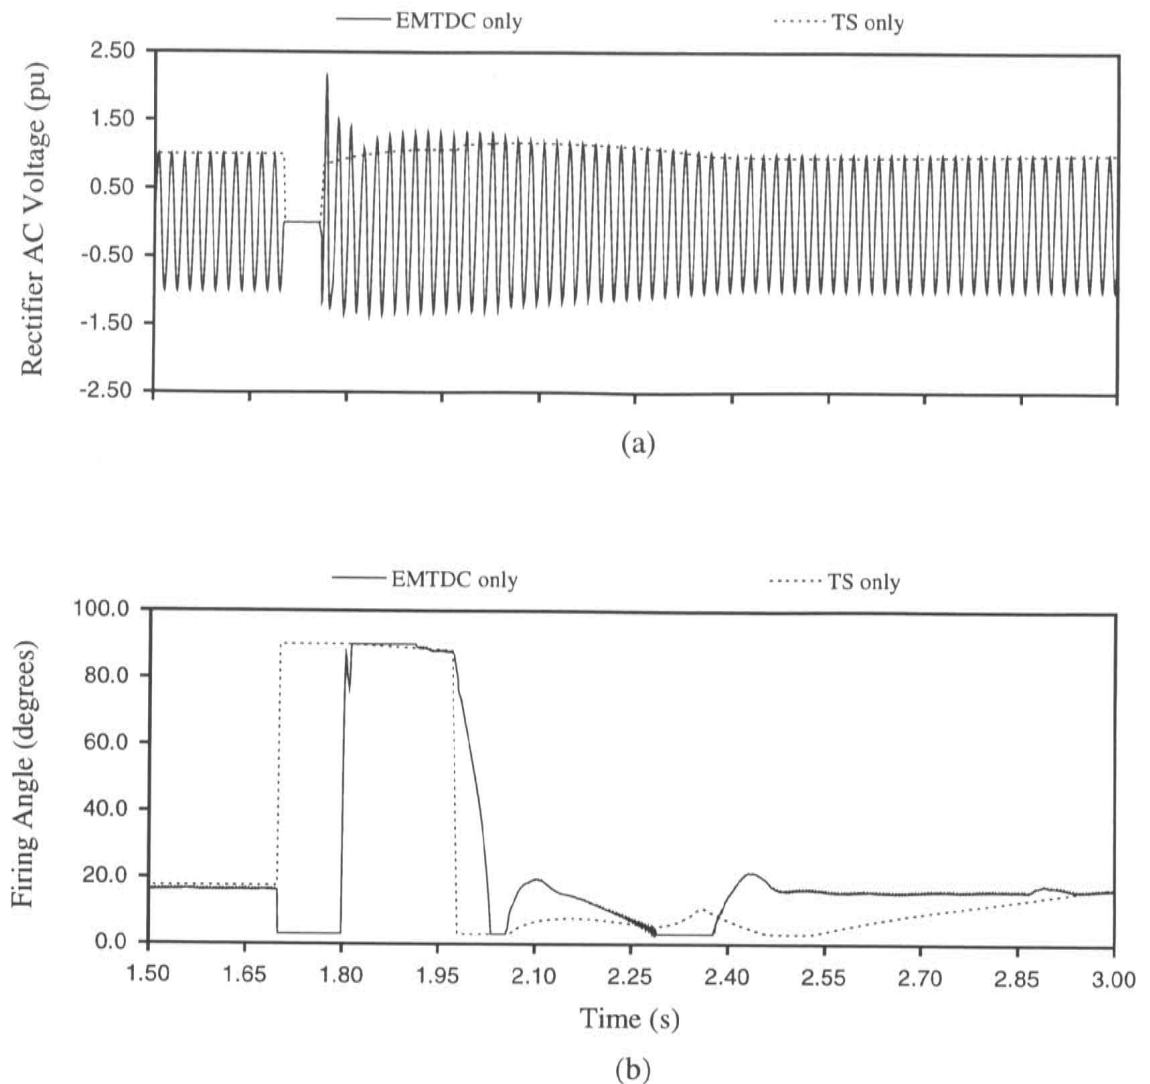 EMTDC only TS only
Rectifier AC Voltage (pu)
2.50
1.50
0.50
-0.50
-1.50
-2.50
(a)
EMTDC only TS only
Firing Angle (degrees)
100.0
80.0
60.0
40.0
20.0
0.0
1.50 1.65 1.80 1.95 2.10 2.25 2.40 2.55 2.70 2.85 3.00
Time (s)
(b)